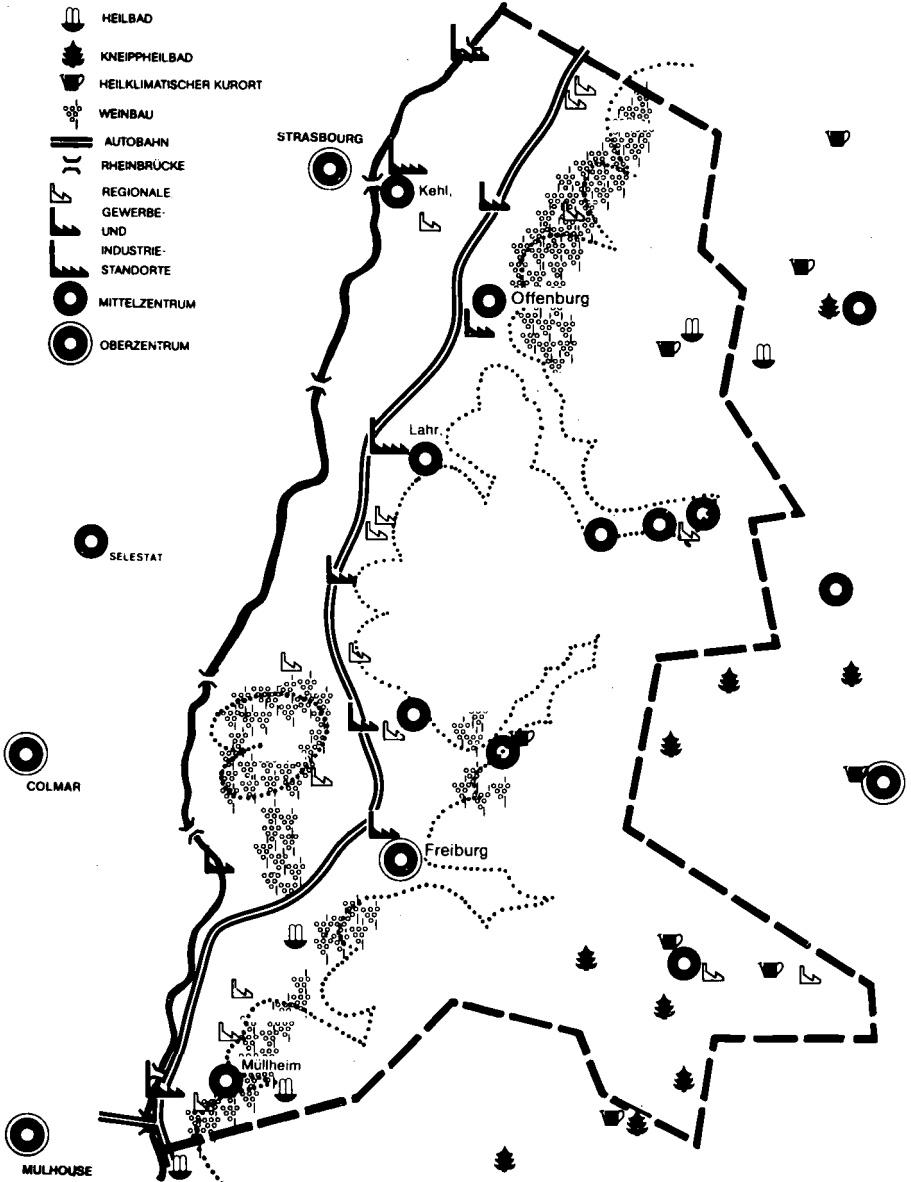 HEILBAD
KNEIPPHEILBAD
HEILKLIMATISCHER KURORT
WEINBAU
AUTOBAHN
RHEINBRÜCKE
REGIONALE
GEWERBE-
UND
INDUSTRIE-
STANDORTE
MITTELZENTRUM
OBERZENTRUM
STRASBOURG
Kehl
Offenburg
Lahr
SELESTAT
COLMAR
Freiburg
Müllheim
MULHOUSE